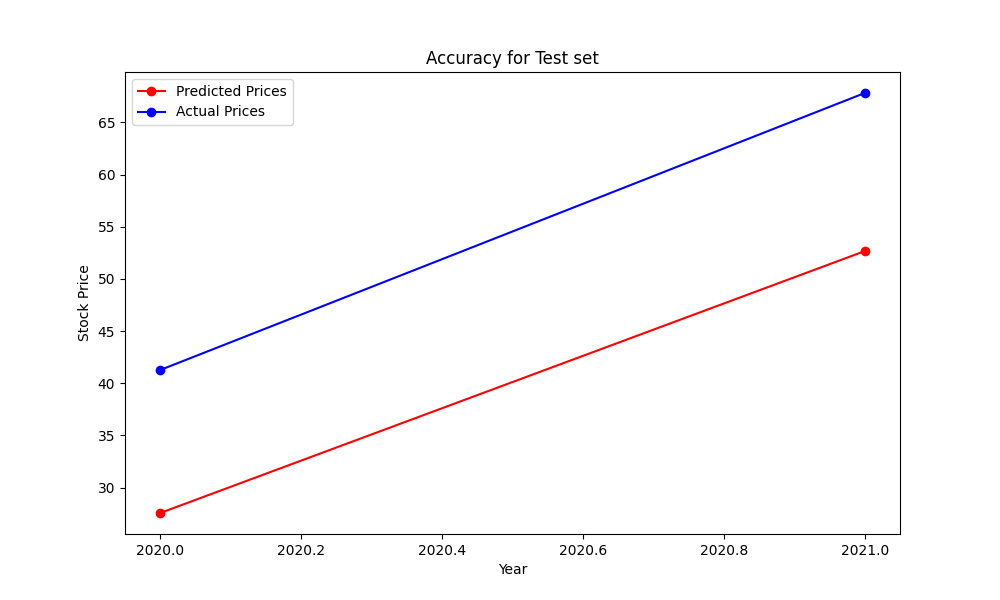 Accuracy for Test set
Predicted Prices
Actual Prices
65
60
55
50
45
40
35
30
Stock Price
2020.0 2020.2 2020.4 2020.6 2020.8 2021.0
Year